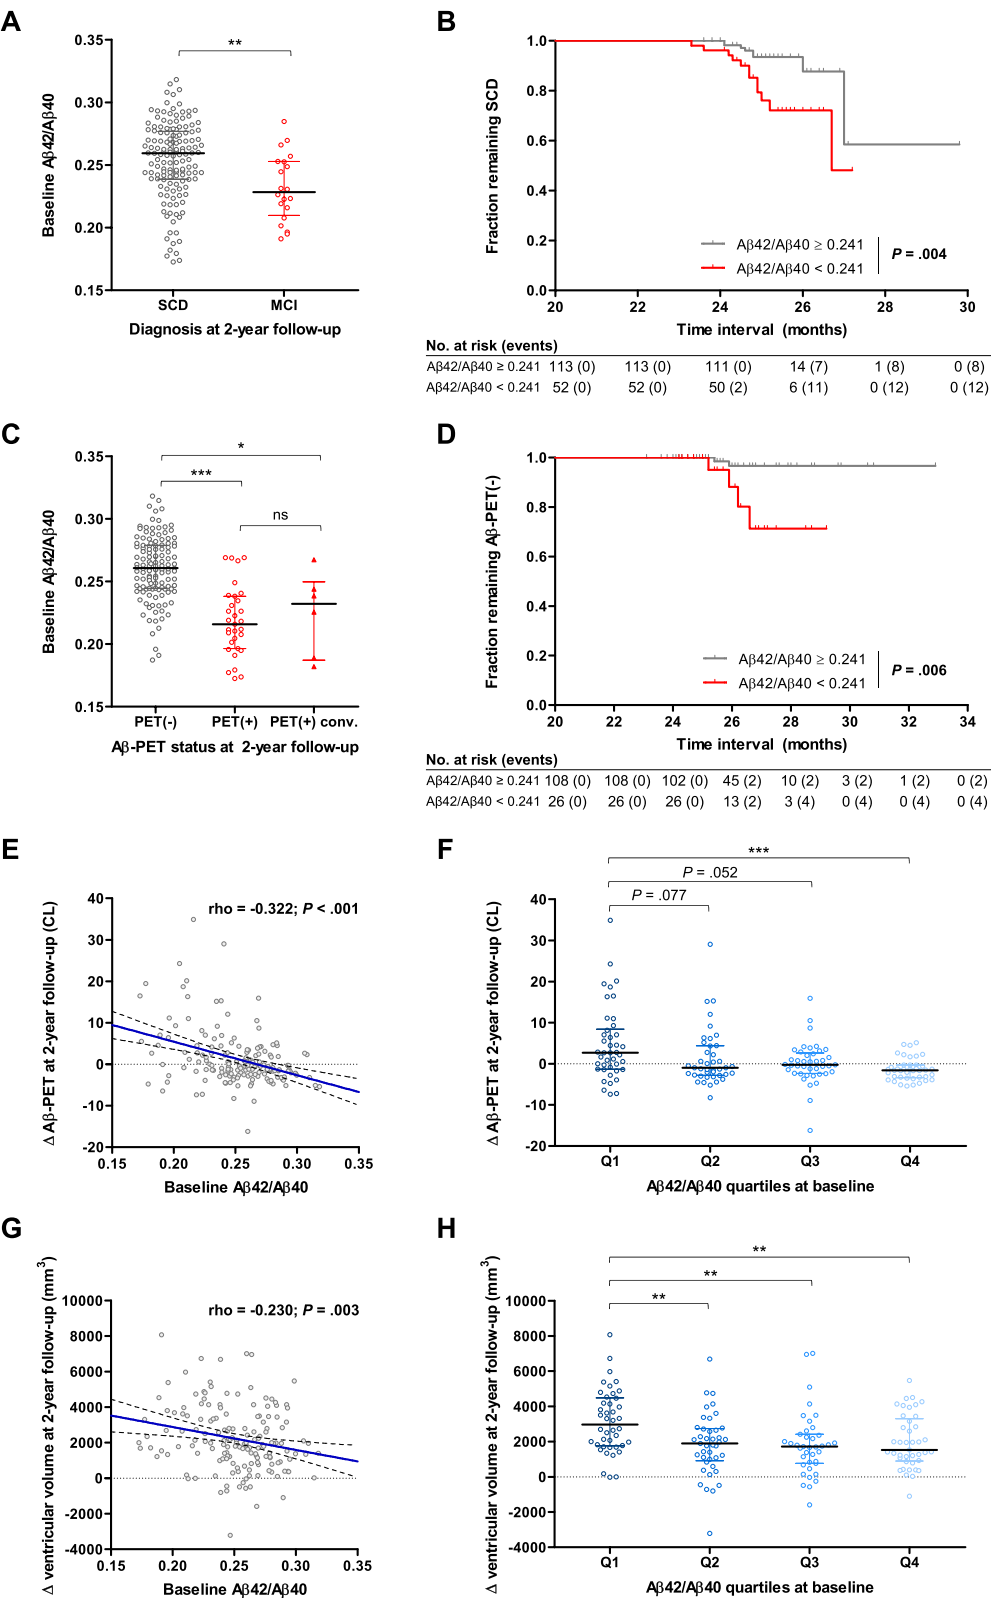 A
**
0.35
0.30
0.25
0.20
0.15
Baseline Aβ42/Aβ40
SCD MCI
Diagnosis at 2-year follow-up
B
1.0
0.8
0.6
0.4
0.2
0.0
Fraction remaining SCD
Aβ42/Aβ40 ≥ 0.241
Aβ42/Aβ40 < 0.241
P = .004
20 22 24 26 28 30
Time interval (months)
No. at risk (events)
Aβ42/Aβ40 ≥ 0.241 113 (0) 113 (0) 111 (0) 14 (7) 1 (8) 0 (8)
Aβ42/Aβ40 < 0.241 52 (0) 52 (0) 50 (2) 6 (11) 0 (12) 0 (12)
C
*
***
ns
0.35
0.30
0.25
0.20
0.15
Baseline Aβ42/Aβ40
PET(-) PET(+) PET(+) conv.
Aβ-PET status at 2-year follow-up
D
1.0
0.8
0.6
0.4
0.2
0.0
Fraction remaining Aβ-PET(-)
Aβ42/Aβ40 ≥ 0.241
Aβ42/Aβ40 < 0.241
P = .006
20 22 24 26 28 30 32 34
Time interval (months)
No. at risk (events)
Aβ42/Aβ40 ≥ 0.241 108 (0) 108 (0) 102 (0) 45 (2) 10 (2) 3 (2) 1 (2) 0 (2)
Aβ42/Aβ40 < 0.241 26 (0) 26 (0) 26 (0) 13 (2) 3 (4) 0 (4) 0 (4) 0 (4)
E
rho = -0.322; P < .001
40
30
20
10
0
-10
-20
Δ Aβ-PET at 2-year follow-up (CL)
0.15 0.20 0.25 0.30 0.35
Baseline Aβ42/Aβ40
F
***
P = .052
P = .077
40
30
20
10
0
-10
-20
Δ Aβ-PET at 2-year follow-up (CL)
Q1 Q2 Q3 Q4
Aβ42/Aβ40 quartiles at baseline
G
rho = -0.230; P = .003
10000
8000
6000
4000
2000
0
-2000
-4000
Δ ventricular volume at 2-year follow-up (mm³)
0.15 0.20 0.25 0.30 0.35
Baseline Aβ42/Aβ40
H
**
**
**
10000
8000
6000
4000
2000
0
-2000
-4000
Δ ventricular volume at 2-year follow-up (mm³)
Q1 Q2 Q3 Q4
Aβ42/Aβ40 quartiles at baseline